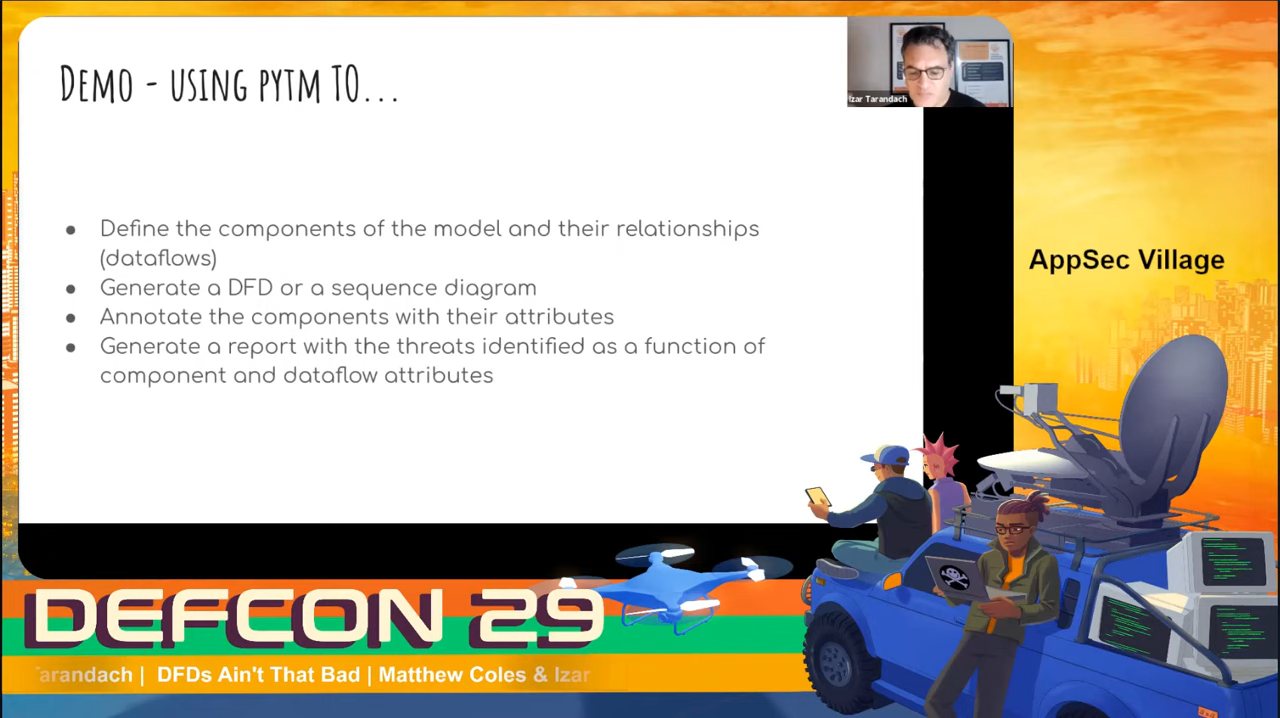 DEMO - USING PYTM TO...
Izar Tarandach
● Define the components of the model and their relationships
(dataflows)
● Generate a DFD or a sequence diagram
● Annotate the components with their attributes
● Generate a report with the threats identified as a function of
component and dataflow attributes
AppSec Village
DEFCON 29
arandach | DFDs Ain't That Bad | Matthew Coles & Izar